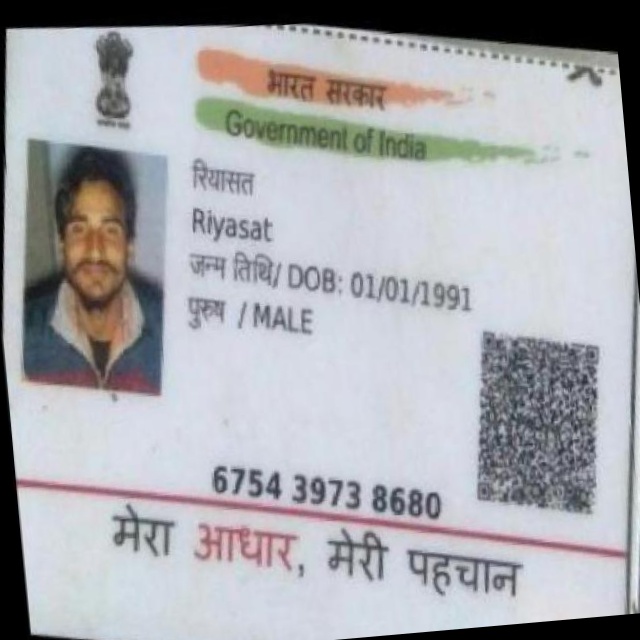 भारत सरकार
Government of India
रियासत
Riyasat
जन्म तिथि/ DOB: 01/01/1991
पुरुष / MALE
6754 3973 8680
मेरा आधार, मेरी पहचान